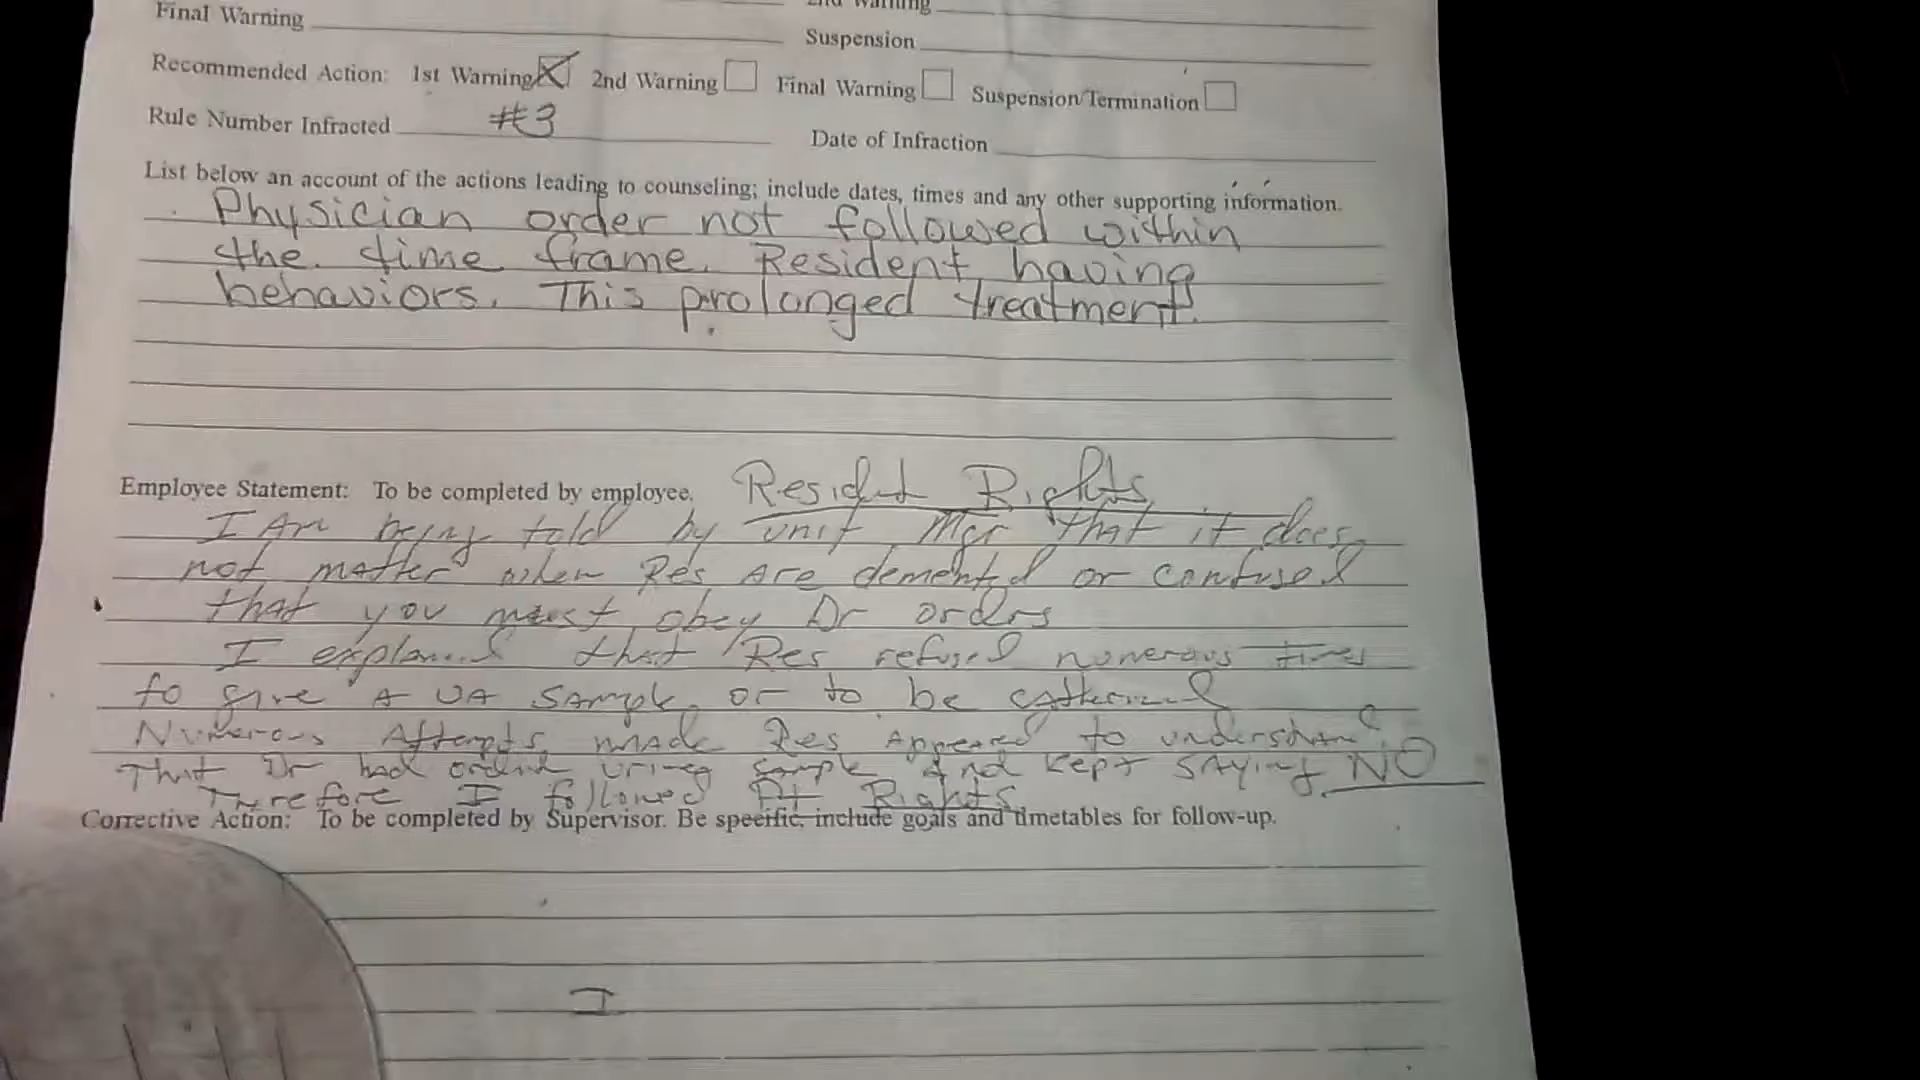 Final Warning
2nd Warning
Suspension
Recommended Action: 1st Warning 2nd Warning Final Warning Suspension/Termination
Rule Number Infracted #3
Date of Infraction
List below an account of the actions leading to counseling; include dates, times and any other supporting information.
Physician order not followed within
the time frame. Resident having
behaviors. This prolonged treatment.
Employee Statement: To be completed by employee. Resident Rights
I Am being told by unit Mgr that it does
not matter when Res Are demented or confused
that you must obey Dr orders
I explained that Res refused numerous times
to give A UA sample or to be
Numerous Attempts made Res Appeared to understand
That Dr had sample And Kept SAying NO
Therefore I followed Pt Rights
Corrective Action: To be completed by Supervisor. Be specific, include goals and timetables for follow-up.
I